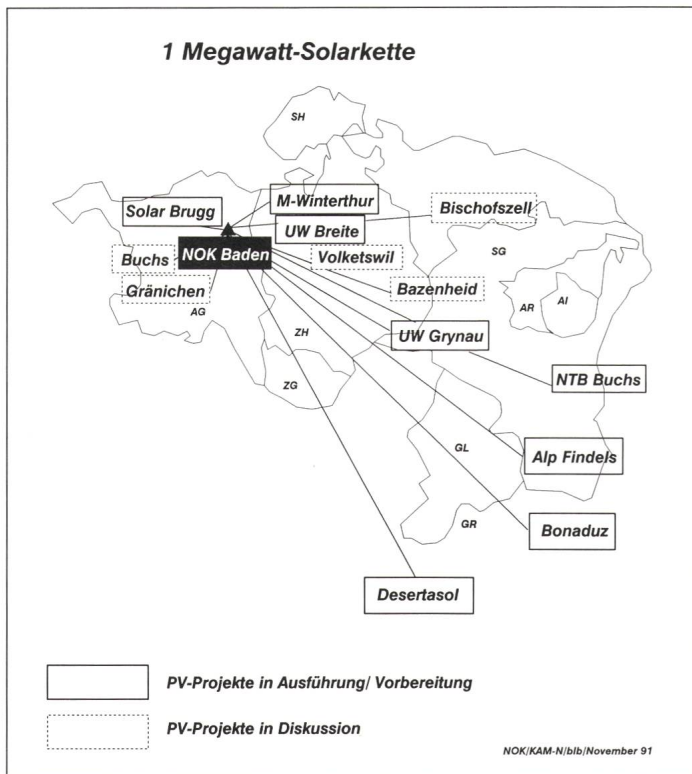 1 Megawatt-Solarkette
SH
M-Winterthur
Solar Brugg
Bischofszell
UW Breite
Buchs
NOK Baden
Volketswil
SG
Gränichen
Bazenheid
AG
AR
AI
ZH
UW Grynau
ZG
NTB Buchs
GL
Alp Findels
GR
Bonaduz
Desertasol
PV-Projekte in Ausführung/ Vorbereitung
PV-Projekte in Diskussion
NOK/KAM-N/blb/November 91